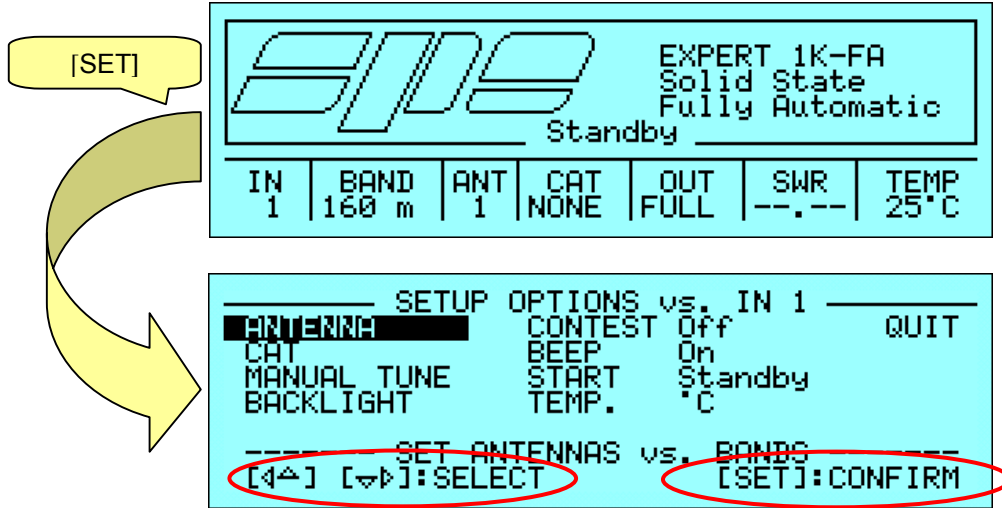 [SET]
spe
EXPERT 1K-FA
Solid State
Fully Automatic
Standby
IN BAND ANT CAT OUT SWR TEMP
1 160 m 1 NONE FULL --.-- 25°C
SETUP OPTIONS vs. IN 1
ANTENNA CONTEST Off QUIT
CAT BEEP On
MANUAL TUNE START Standby
BACKLIGHT TEMP. °C
------- SET ANTENNAS vs. BANDS -------
[◁△] [▽▷]:SELECT [SET]:CONFIRM